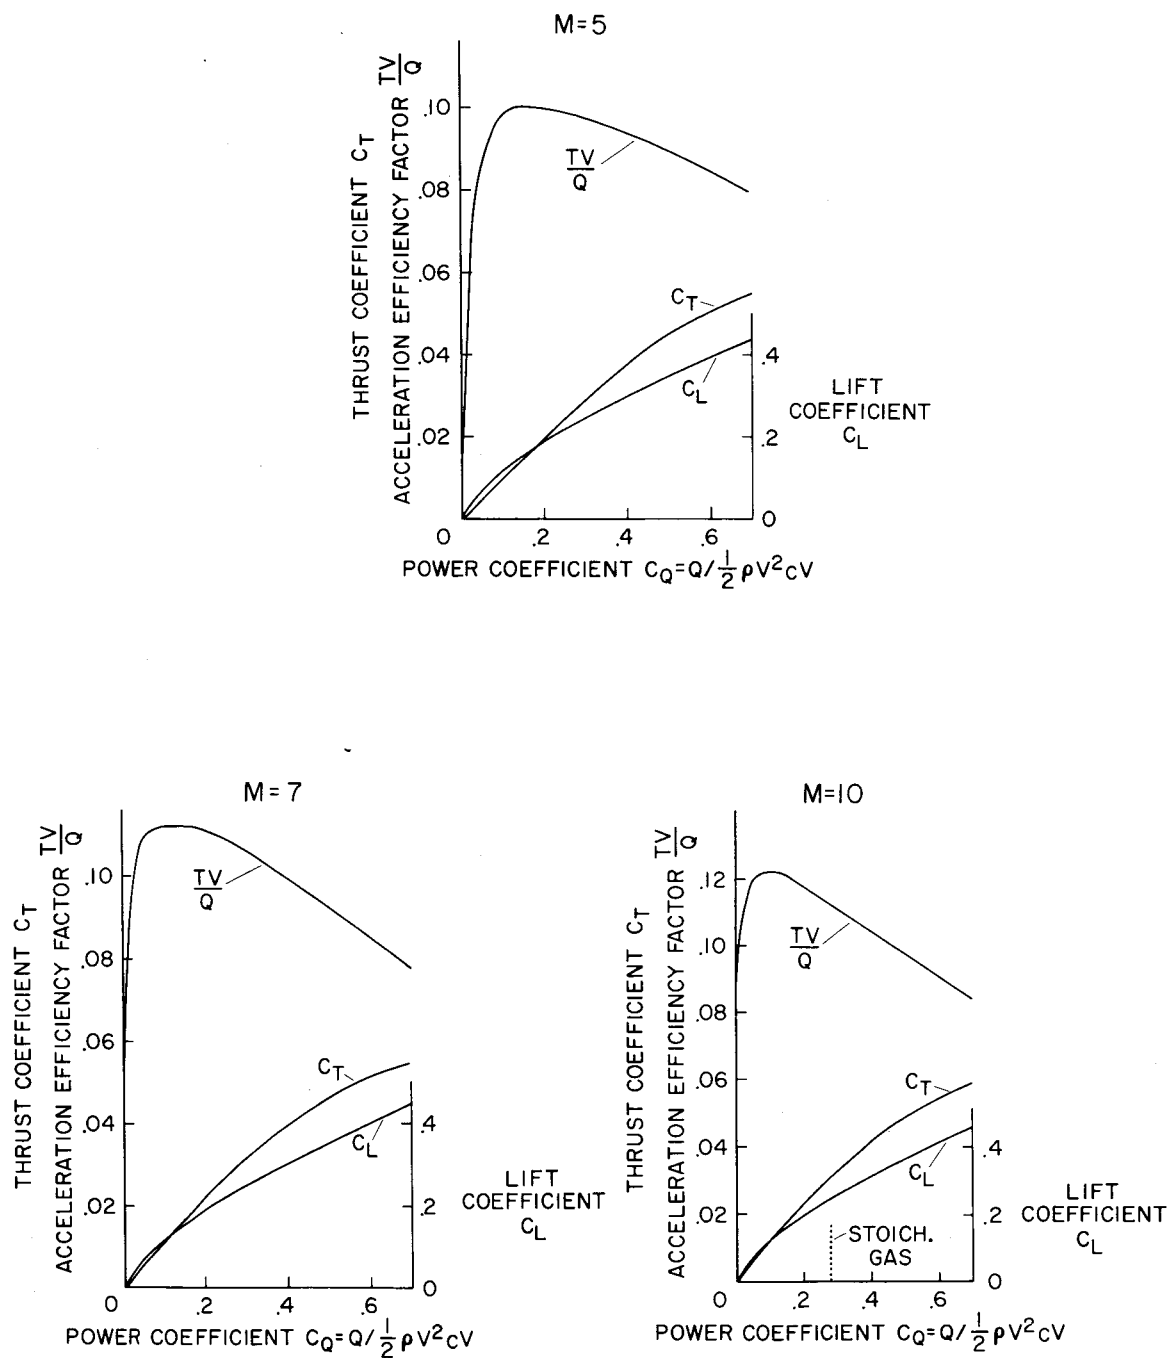 M=5
THRUST COEFFICIENT C_T
ACCELERATION EFFICIENCY FACTOR TV/Q
.10
.08
.06
.04
.02
TV/Q
C_T
C_L
.4
.2
0
LIFT
COEFFICIENT
C_L
0 .2 .4 .6
POWER COEFFICIENT C_Q=Q/½ρV²cV
M=7
THRUST COEFFICIENT C_T
ACCELERATION EFFICIENCY FACTOR TV/Q
.10
.08
.06
.04
.02
TV/Q
C_T
C_L
.4
.2
0
LIFT
COEFFICIENT
C_L
0 .2 .4 .6
POWER COEFFICIENT C_Q=Q/½ρV²cV
M=10
THRUST COEFFICIENT C_T
ACCELERATION EFFICIENCY FACTOR TV/Q
.12
.10
.08
.06
.04
.02
TV/Q
C_T
C_L
STOICH.
GAS
.4
.2
0
LIFT
COEFFICIENT
C_L
0 .2 .4 .6
POWER COEFFICIENT C_Q=Q/½ρV²cV